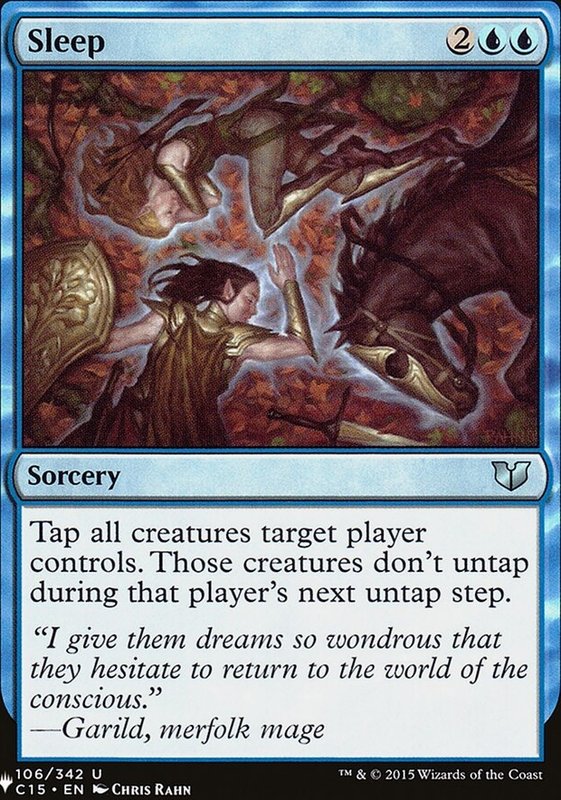 Sleep 2
Sorcery
Tap all creatures target player
controls. Those creatures don't untap
during that player's next untap step.
"I give them dreams so wondrous that
they hesitate to return to the world of the
conscious."
—Garild, merfolk mage
106/342 U
C15 • EN Chris Rahn
™ & © 2015 Wizards of the Coast